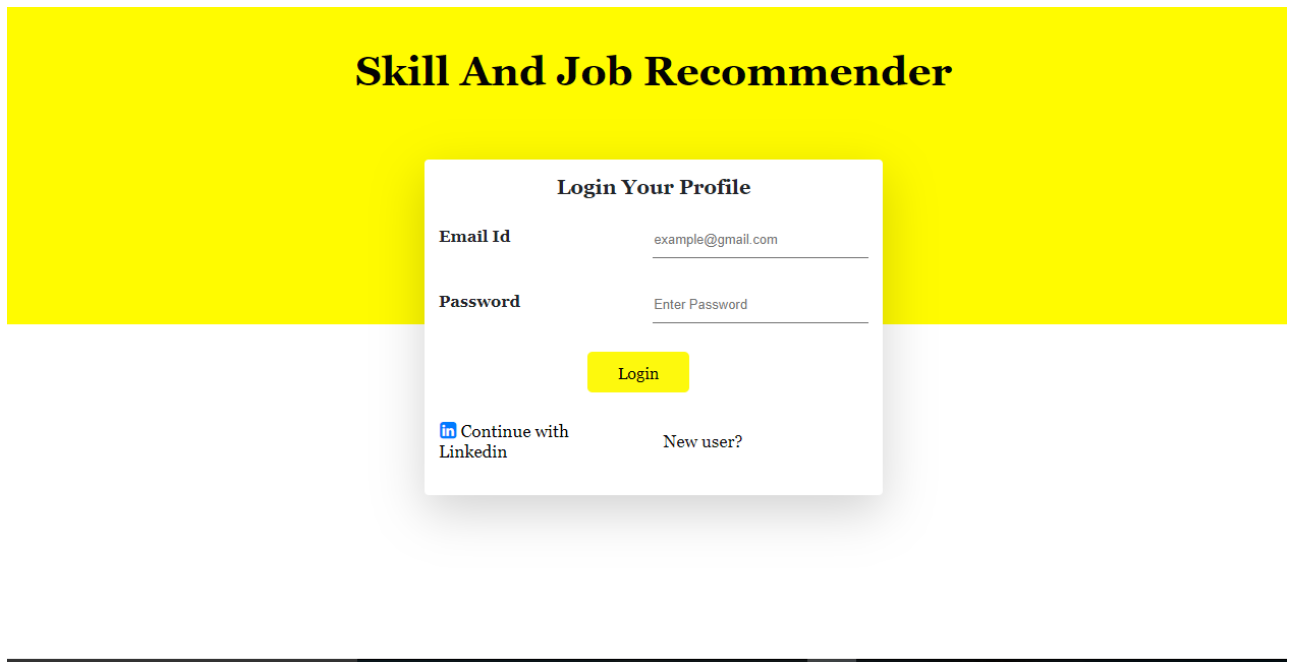 Skill And Job Recommender
Login Your Profile
Email Id
example@gmail.com
Password
Enter Password
Login
in Continue with
Linkedin
New user?